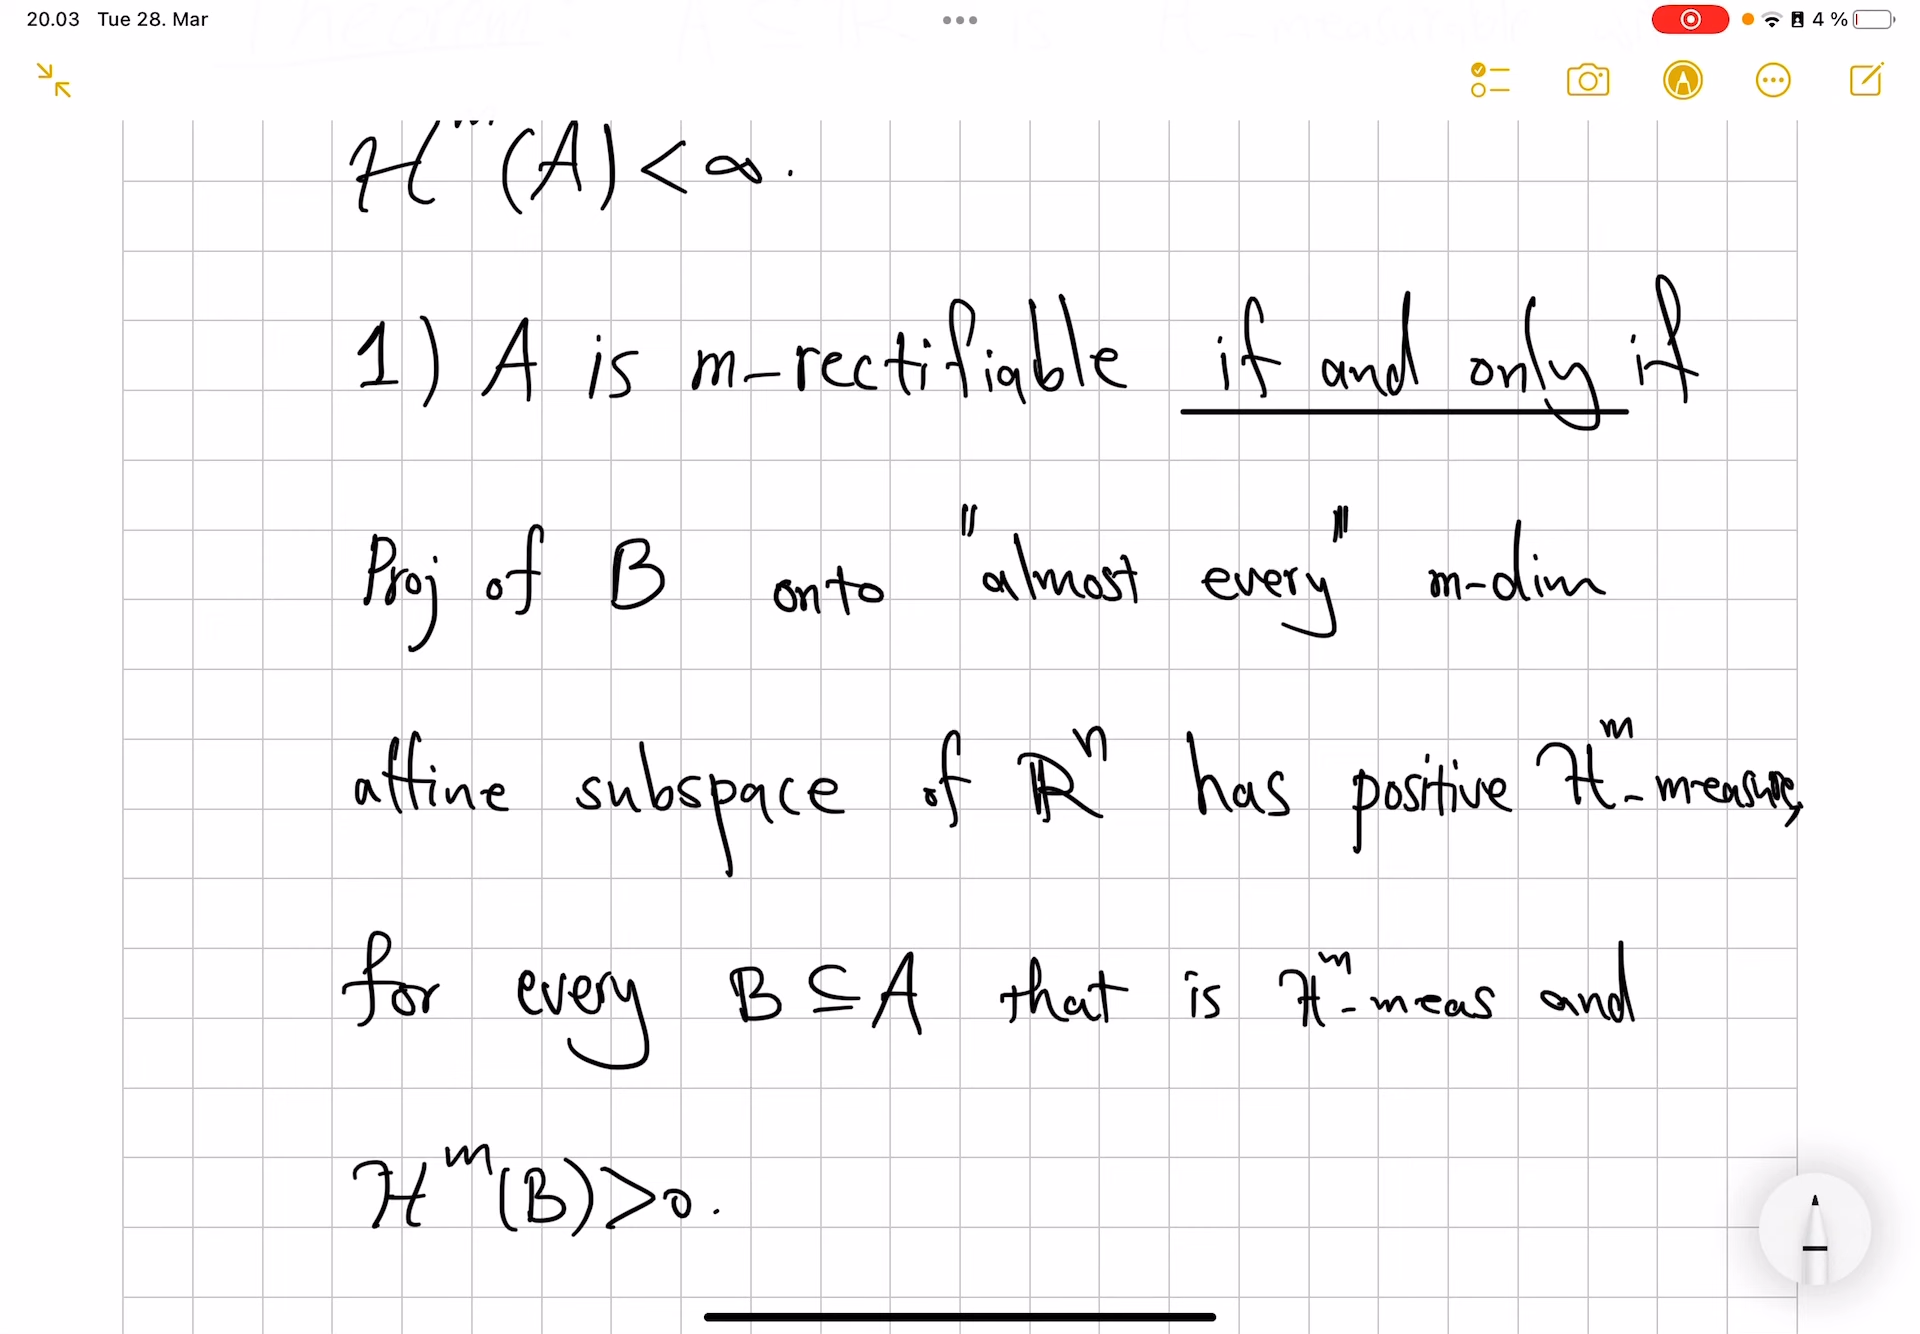 20.03 Tue 28. Mar
4 %
H^m(A) < ∞.
1) A is m-rectifiable if and only if
Proj of B onto "almost every" m-dim
affine subspace of ℝ^n has positive H^m-measure,
for every B ⊆ A that is H^m-meas and
H^m(B) > 0.